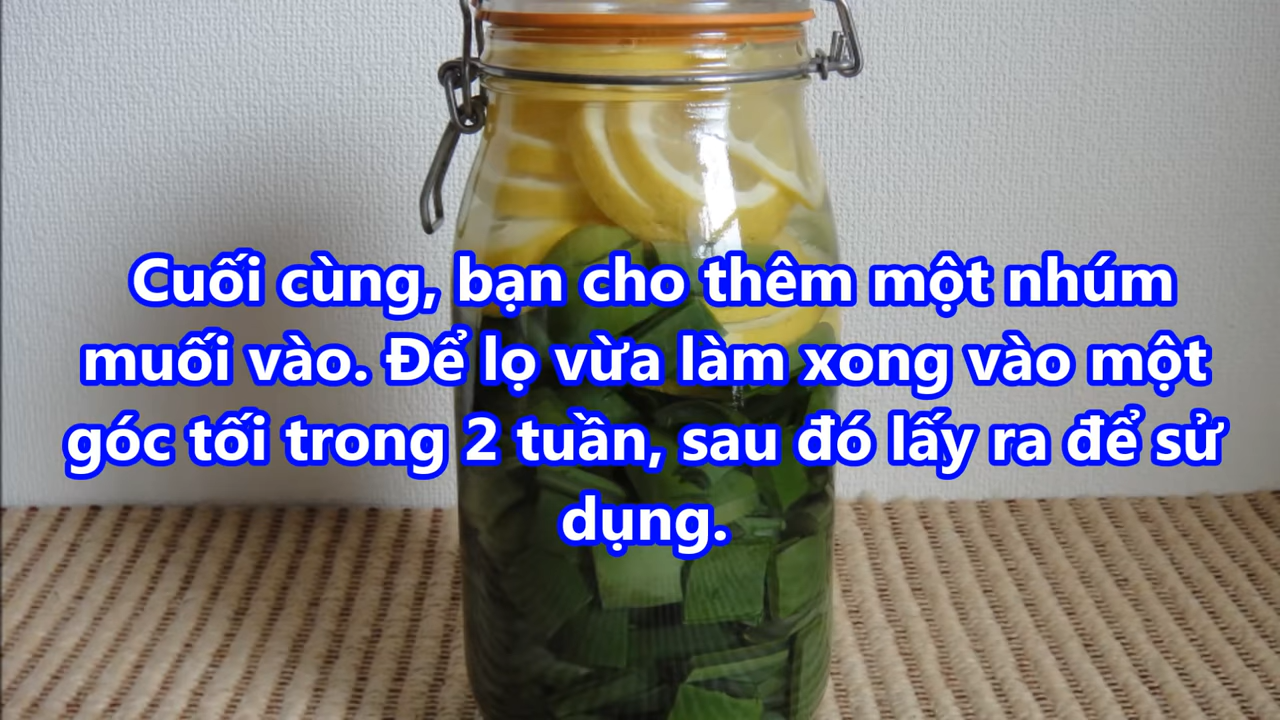 Cuối cùng, bạn cho thêm một nhúm
muối vào. Để lọ vừa làm xong vào một
góc tối trong 2 tuần, sau đó lấy ra để sử
dụng.